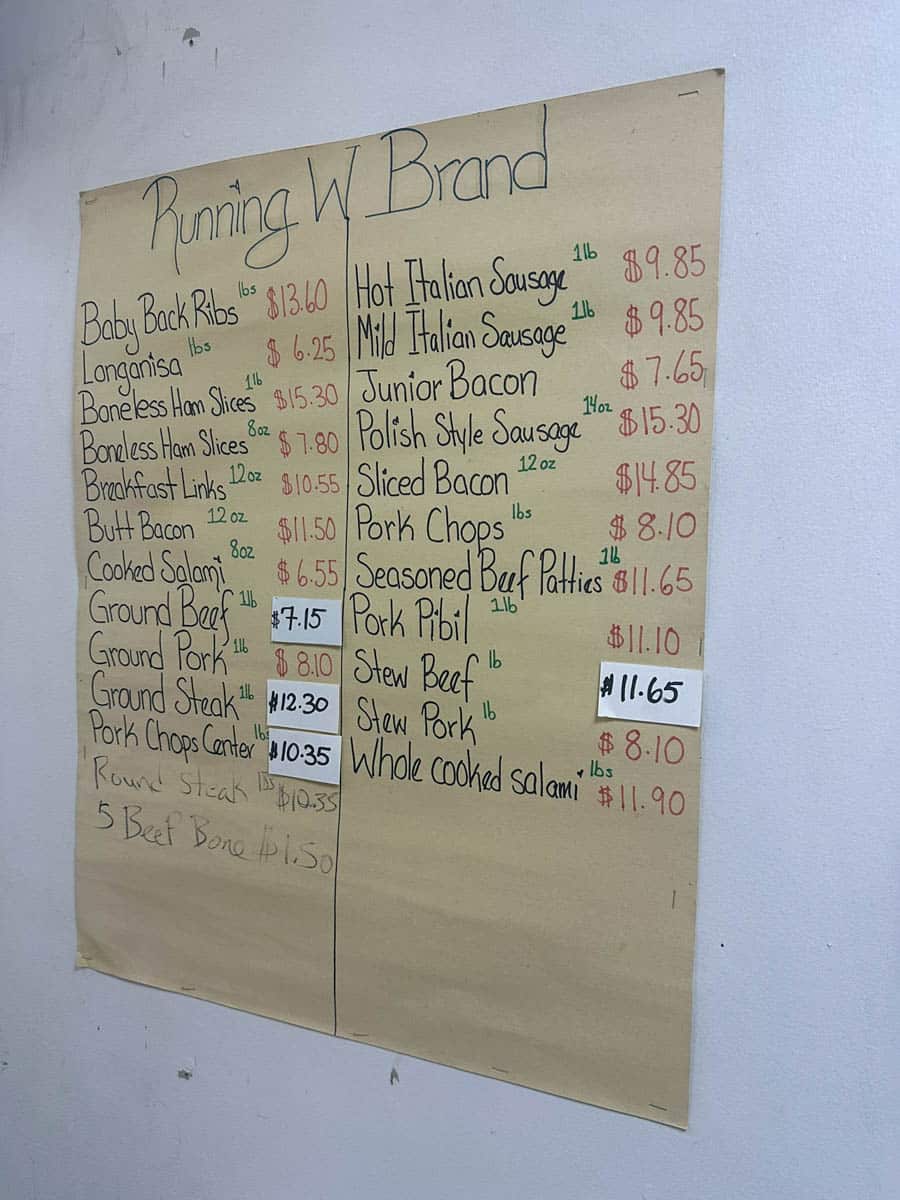 Running W Brand
Baby Back Ribs lbs $13.60
Longanisa lbs $6.25
Boneless Ham Slices 1lb $15.30
Boneless Ham Slices 8oz $7.80
Breakfast Links 12oz $10.55
Butt Bacon 12oz $11.50
Cooked Salami 8oz $6.55
Ground Beef 1lb $7.15
Ground Pork 1lb $8.10
Ground Steak 1lb $12.30
Pork Chops Center lbs $10.35
Round Steak lbs $10.35
5 Beef Bone $1.50
Hot Italian Sausage 1lb $9.85
Mild Italian Sausage 1lb $9.85
Junior Bacon $7.65
Polish Style Sausage 14oz $15.30
Sliced Bacon 12oz $14.85
Pork Chops lbs $8.10
Seasoned Beef Patties 1lb $11.65
Pork Pibil 1lb $11.10
Stew Beef lb $11.65
Stew Pork lb $8.10
Whole cooked salami lbs $11.90